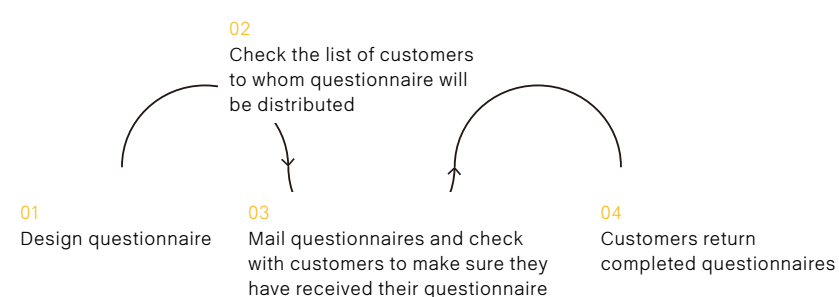 02
Check the list of customers
to whom questionnaire will
be distributed
01
Design questionnaire
03
Mail questionnaires and check
with customers to make sure they
have received their questionnaire
04
Customers return
completed questionnaires